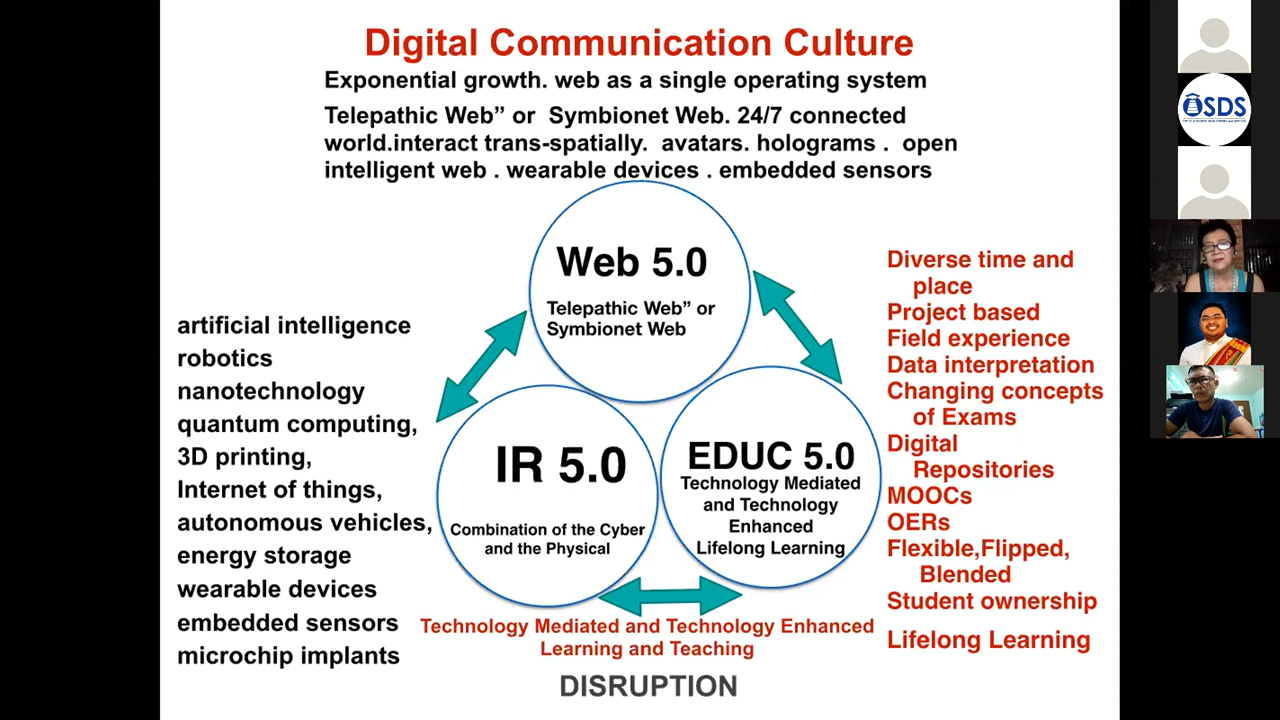 Digital Communication Culture
Exponential growth. web as a single operating system
Telepathic Web” or Symbionet Web. 24/7 connected
world.interact trans-spatially. avatars. holograms . open
intelligent web . wearable devices . embedded sensors
Web 5.0
Telepathic Web” or
Symbionet Web
artificial intelligence
robotics
nanotechnology
quantum computing,
3D printing,
Internet of things,
autonomous vehicles,
energy storage
wearable devices
embedded sensors
microchip implants
IR 5.0
Combination of the Cyber
and the Physical
EDUC 5.0
Technology Mediated
and Technology
Enhanced
Lifelong Learning
Diverse time and
place
Project based
Field experience
Data interpretation
Changing concepts
of Exams
Digital
Repositories
MOOCs
OERs
Flexible,Flipped,
Blended
Student ownership
Lifelong Learning
Technology Mediated and Technology Enhanced
Learning and Teaching
DISRUPTION
OSDS